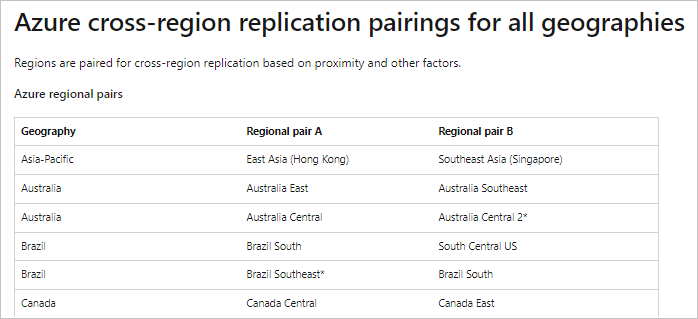 Azure cross-region replication pairings for all geographies
Regions are paired for cross-region replication based on proximity and other factors.
Azure regional pairs
Geography Regional pair A Regional pair B
Asia-Pacific East Asia (Hong Kong) Southeast Asia (Singapore)
Australia Australia East Australia Southeast
Australia Australia Central Australia Central 2*
Brazil Brazil South South Central US
Brazil Brazil Southeast* Brazil South
Canada Canada Central Canada East